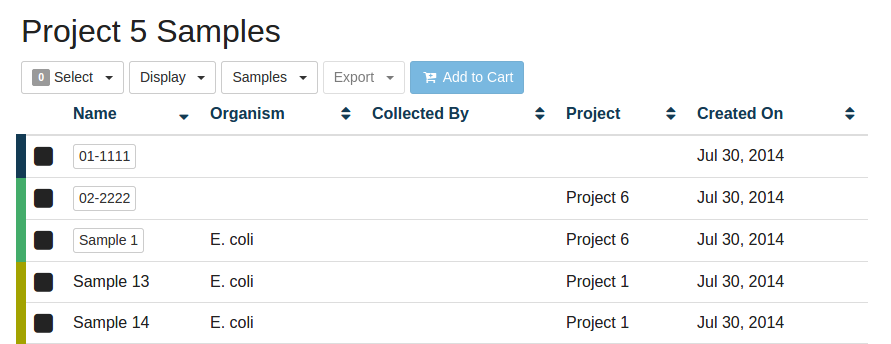 Project 5 Samples
0 Select Display Samples Export Add to Cart
Name Organism Collected By Project Created On
01-1111 Jul 30, 2014
02-2222 Project 6 Jul 30, 2014
Sample 1 E. coli Project 6 Jul 30, 2014
Sample 13 E. coli Project 1 Jul 30, 2014
Sample 14 E. coli Project 1 Jul 30, 2014